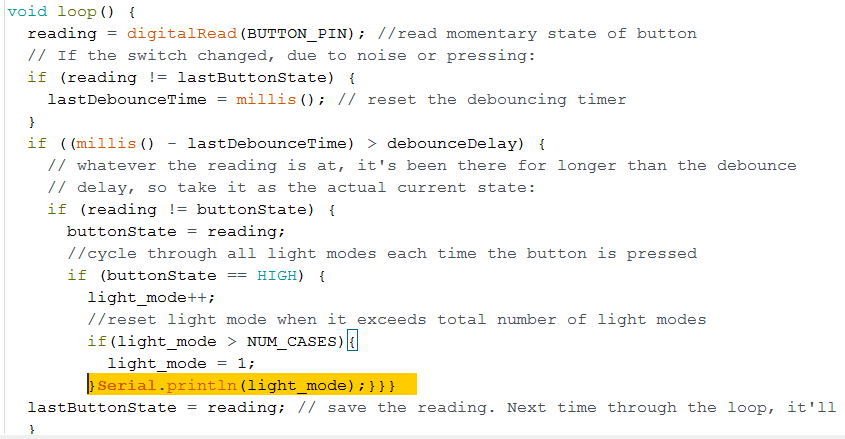 void loop() {
  reading = digitalRead(BUTTON_PIN); //read momentary state of button
  // If the switch changed, due to noise or pressing:
  if (reading != lastButtonState) {
    lastDebounceTime = millis(); // reset the debouncing timer
  }
  if ((millis() - lastDebounceTime) > debounceDelay) {
    // whatever the reading is at, it's been there for longer than the debounce
    // delay, so take it as the actual current state:
    if (reading != buttonState) {
      buttonState = reading;
      //cycle through all light modes each time the button is pressed
      if (buttonState == HIGH) {
        light_mode++;
        //reset light mode when it exceeds total number of light modes
        if(light_mode > NUM_CASES){
          light_mode = 1;
        }Serial.println(light_mode);}}}
  lastButtonState = reading; // save the reading. Next time through the loop, it'll
  }